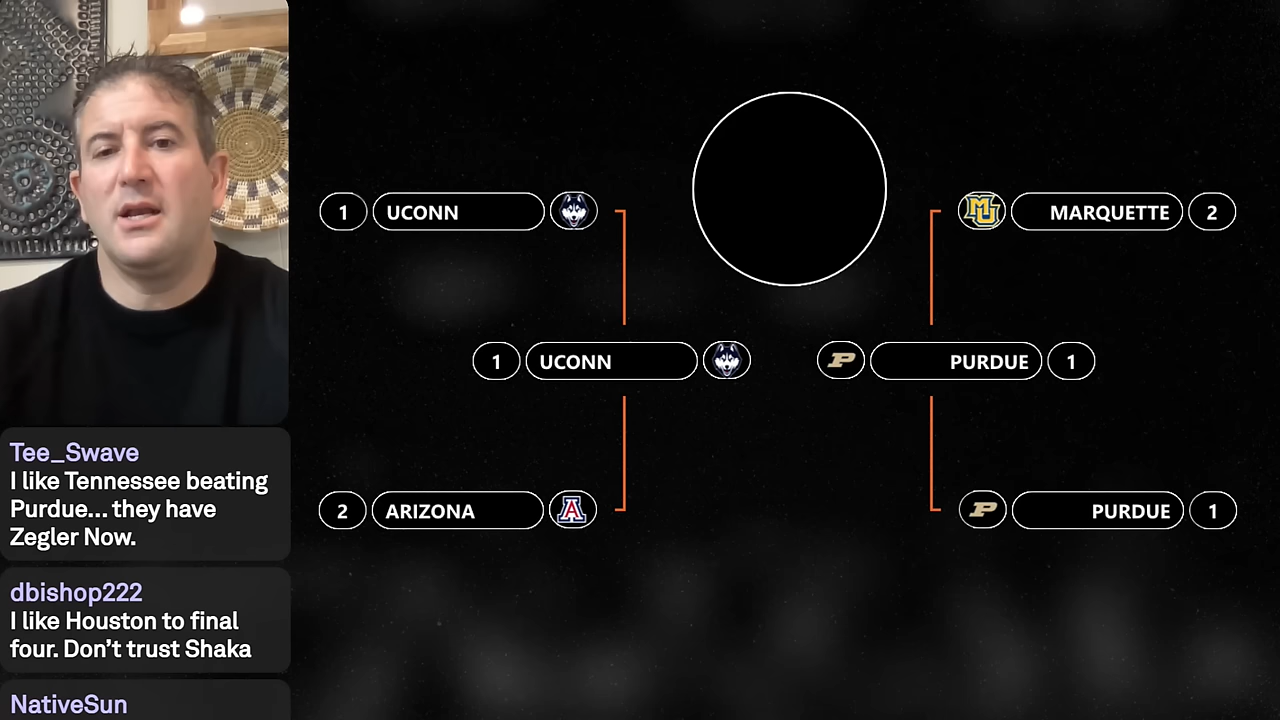 1 UCONN
MARQUETTE 2
1 UCONN
P PURDUE 1
2 ARIZONA A
P PURDUE 1
MU
Tee_Swave
I like Tennessee beating
Purdue... they have
Zegler Now.
dbishop222
I like Houston to final
four. Don’t trust Shaka
NativeSun